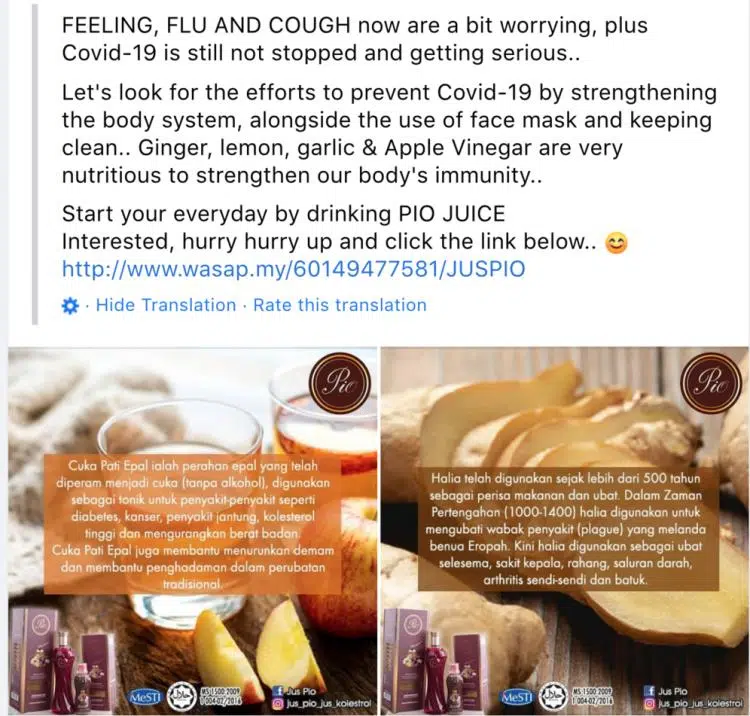 FEELING, FLU AND COUGH now are a bit worrying, plus
Covid-19 is still not stopped and getting serious..
Let's look for the efforts to prevent Covid-19 by strengthening
the body system, alongside the use of face mask and keeping
clean.. Ginger, lemon, garlic & Apple Vinegar are very
nutritious to strengthen our body's immunity..
Start your everyday by drinking PIO JUICE
Interested, hurry hurry up and click the link below.. 😊
http://www.wasap.my/60149477581/JUSPIO
· Hide Translation · Rate this translation
Pio
Cuka Pati Epal ialah perahan epal yang telah
diperam menjadi cuka (tanpa alkohol), digunakan
sebagai tonik untuk penyakit-penyakit seperti
diabetes, kanser, penyakit jantung, kolesterol
tinggi dan mengurangkan berat badan.
Cuka Pati Epal juga membantu menurunkan demam
dan membantu penghadaman dalam perubatan
tradisional.
MeSTI
حلال
MS 1500:2009
1 004-02/2016
Jus Pio
jus_pio_jus_kolestrol
Pio
Halia telah digunakan sejak lebih dari 500 tahun
sebagai perisa makanan dan ubat. Dalam Zaman
Pertengahan (1000-1400) halia digunakan untuk
mengubati wabak penyakit (plague) yang melanda
benua Eropah. Kini halia digunakan sebagai ubat
selesema, sakit kepala, rahang, saluran darah,
arthritis sendi-sendi dan batuk.
MeSTI
حلال
MS 1500:2009
1 004-02/2016
Jus Pio
jus_pio_jus_kolestrol